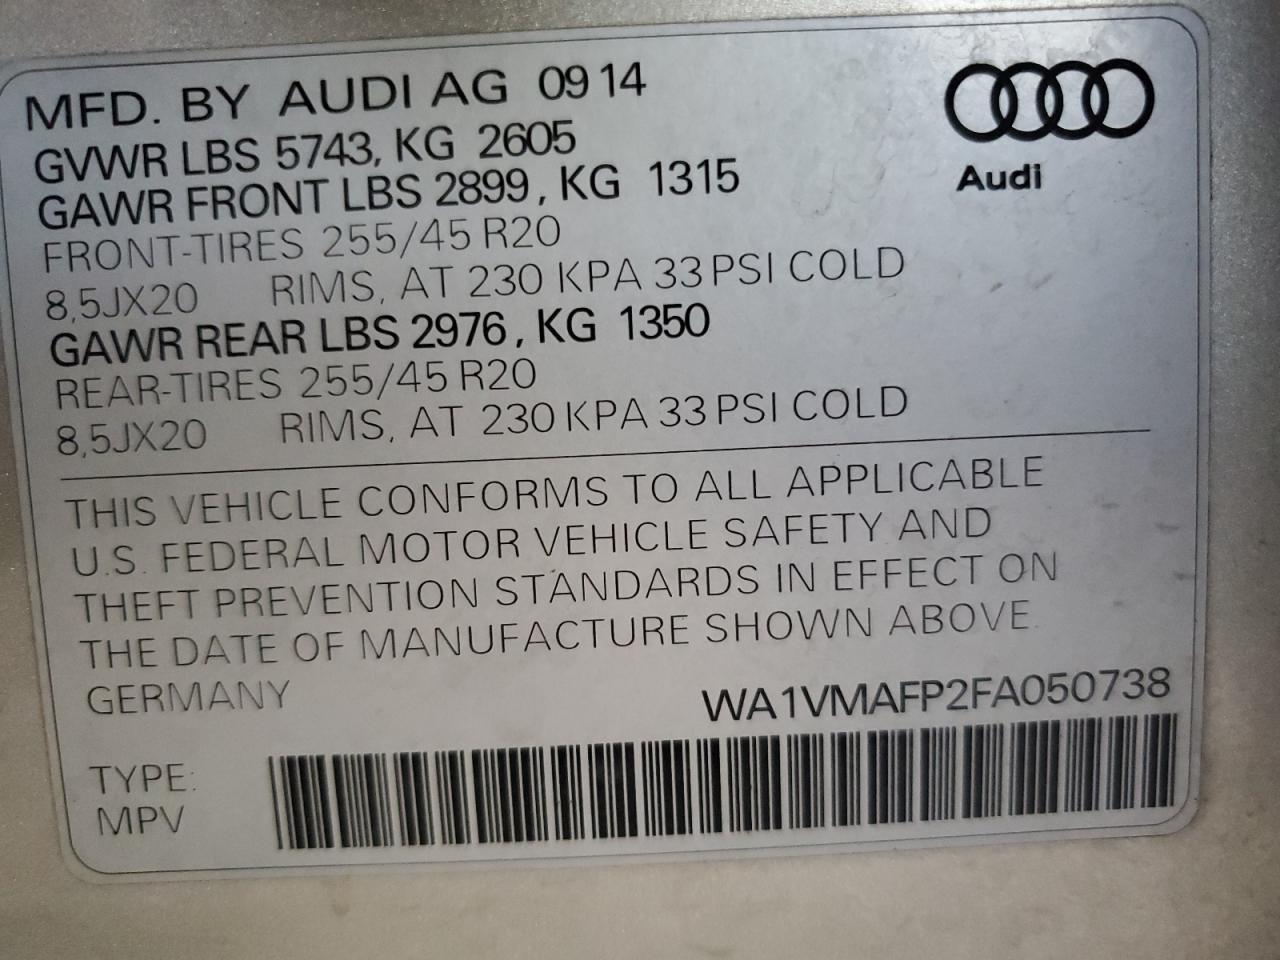 MFD. BY AUDI AG 09 14
GVWR LBS 5743, KG 2605
GAWR FRONT LBS 2899, KG 1315
FRONT-TIRES 255/45 R20
8,5JX20 RIMS, AT 230 KPA 33 PSI COLD
GAWR REAR LBS 2976, KG 1350
REAR-TIRES 255/45 R20
8,5JX20 RIMS, AT 230 KPA 33 PSI COLD
Audi
THIS VEHICLE CONFORMS TO ALL APPLICABLE
U.S. FEDERAL MOTOR VEHICLE SAFETY AND
THEFT PREVENTION STANDARDS IN EFFECT ON
THE DATE OF MANUFACTURE SHOWN ABOVE.
GERMANY WA1VMAFP2FA050738
TYPE:
MPV